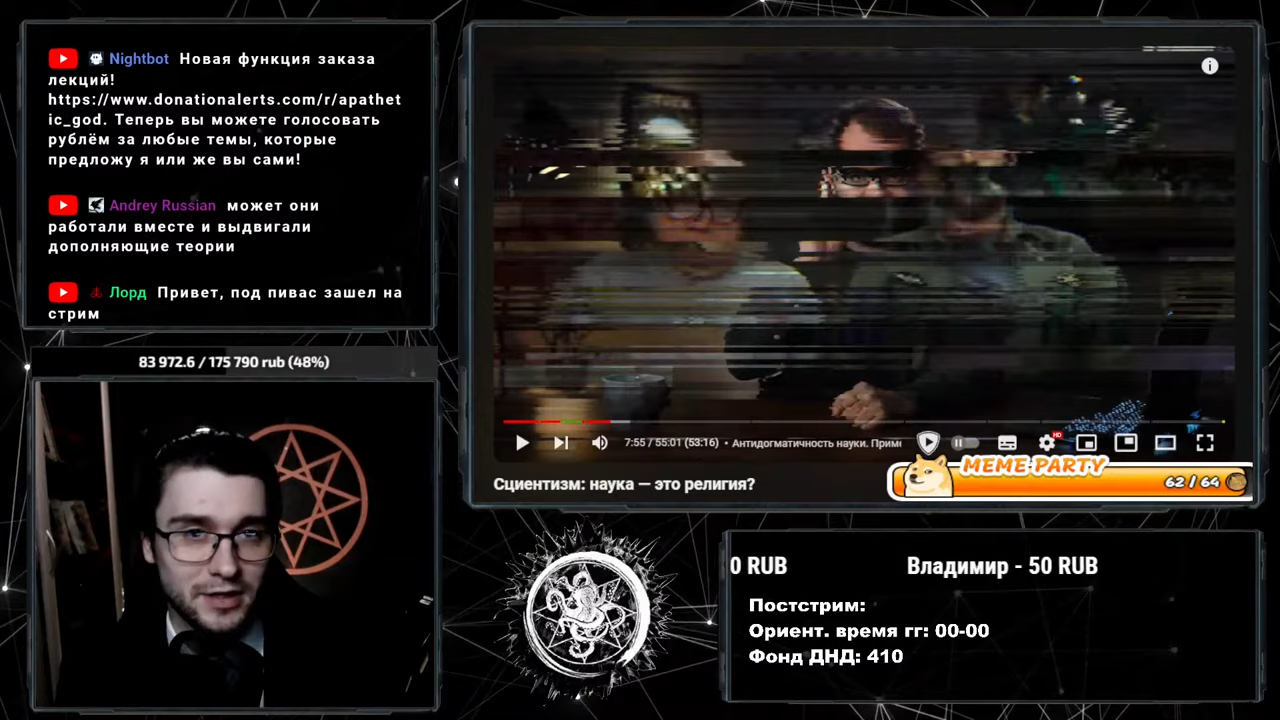 Nightbot Новая функция заказа
лекций!
https://www.donationalerts.com/r/apathet
ic_god. Теперь вы можете голосовать
рублём за любые темы, которые
предложу я или же вы сами!
Andrey Russian может они
работали вместе и выдвигали
дополняющие теории
Лорд Привет, под пивас зашел на
стрим
83 972.6 / 175 790 rub (48%)
7:55 / 55:01 (53:16) • Антидогматичность науки. Прим
HD
Сциентизм: наука — это религия?
MEME PARTY
62 / 64
0 RUB Владимир - 50 RUB
Постстрим:
Ориент. время гг: 00-00
Фонд ДНД: 410